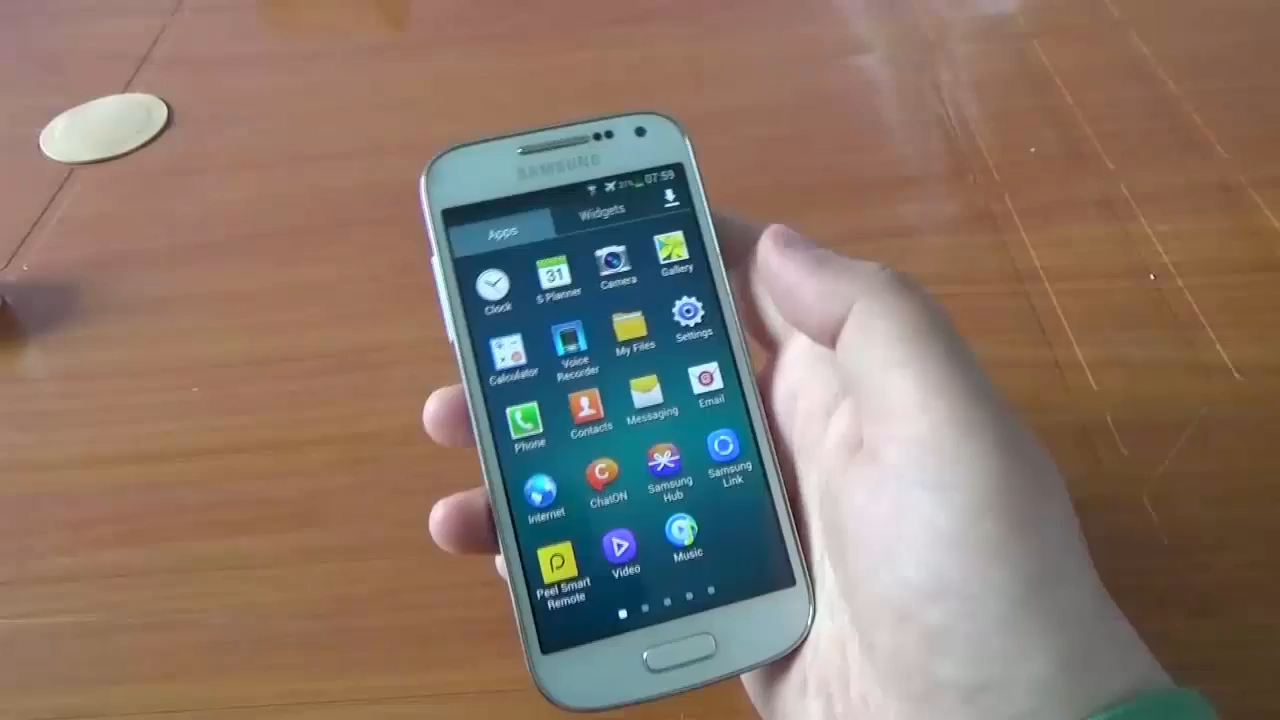 SAMSUNG
07:59
Apps Widgets
Clock S Planner Camera Gallery
31
Calculator Voice Recorder My Files Settings
Phone Contacts Messaging Email
Internet ChatON Samsung Hub Samsung Link
C
Peel Smart Remote Video Music